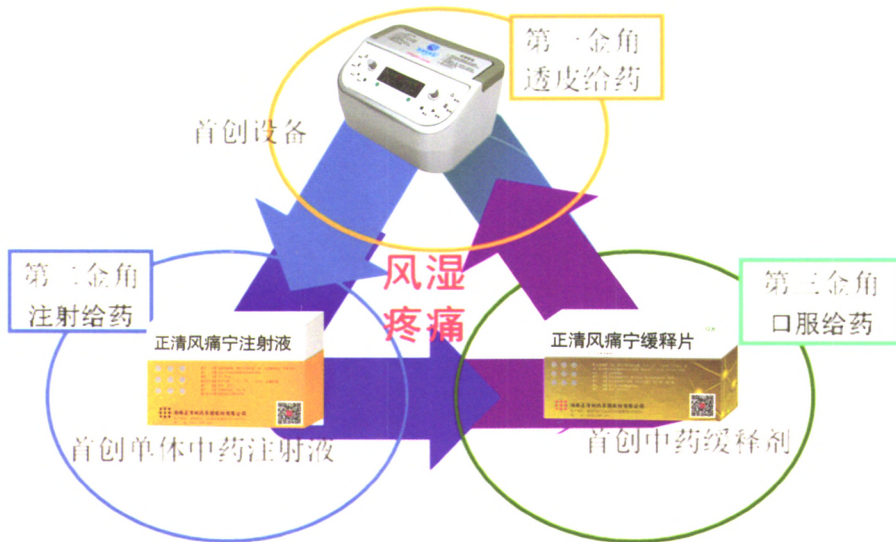 第一金角
透皮给药
首创设备
风湿
疼痛
第二金角
注射给药
正清风痛宁注射液
首创单体中药注射液
第三金角
口服给药
正清风痛宁缓释片
首创中药缓释剂